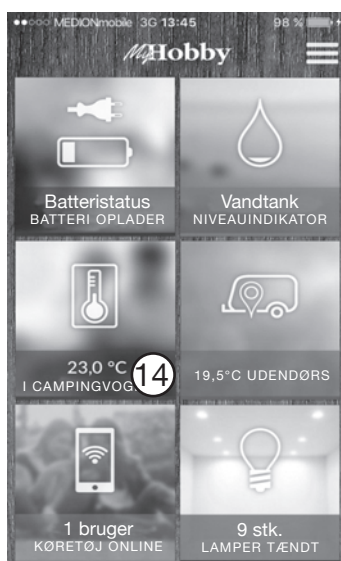 MEDIONmobile 3G 13:45 98 %
MyHobby
Batteristatus
BATTERI OPLADER
Vandtank
NIVEAUINDIKATOR
23,0 °C
I CAMPINGVOG
14
19,5°C UDENDØRS
1 bruger
KØRETØJ ONLINE
9 stk.
LAMPER TÆNDT